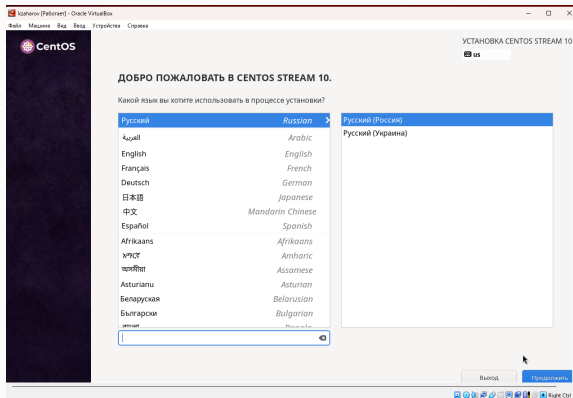 kzaharov [Работает] - Oracle VirtualBox
Файл Машина Вид Ввод Устройства Справка
CentOS
УСТАНОВКА CENTOS STREAM 10
us
ДОБРО ПОЖАЛОВАТЬ В CENTOS STREAM 10.
Какой язык вы хотите использовать в процессе установки?
Русский Russian
العربية Arabic
English English
Français French
Deutsch German
日本語 Japanese
中文 Mandarin Chinese
Español Spanish
Afrikaans Afrikaans
አማርኛ Amharic
অসমীয়া Assamese
Asturianu Asturian
Беларуская Belarusian
Български Bulgarian
Русский (Россия)
Русский (Украина)
Выход
Продолжить
Right Ctrl